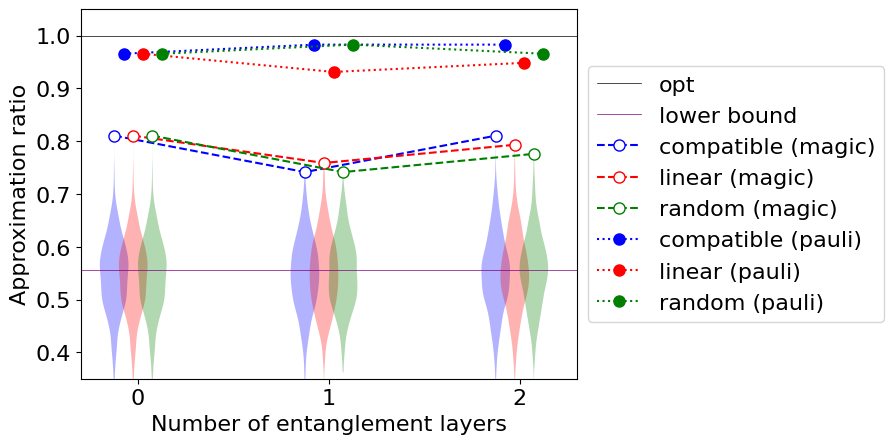 Approximation ratio
1.0
0.9
0.8
0.7
0.6
0.5
0.4
0
1
2
Number of entanglement layers
opt
lower bound
compatible (magic)
linear (magic)
random (magic)
compatible (pauli)
linear (pauli)
random (pauli)